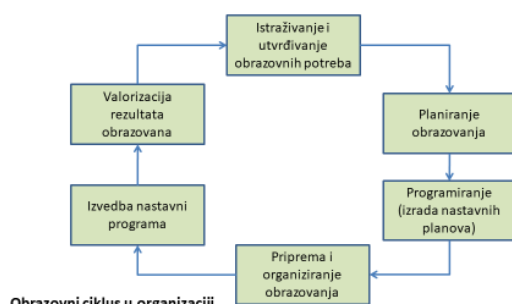 Istraživanje i
utvrđivanje
obrazovnih potreba
Planiranje
obrazovanja
Programiranje
(izrada nastavnih
planova)
Priprema i
organiziranje
obrazovanja
Izvedba nastavni
programa
Valorizacija
rezultata
obrazovana
Obrazovni ciklus u organizaciji